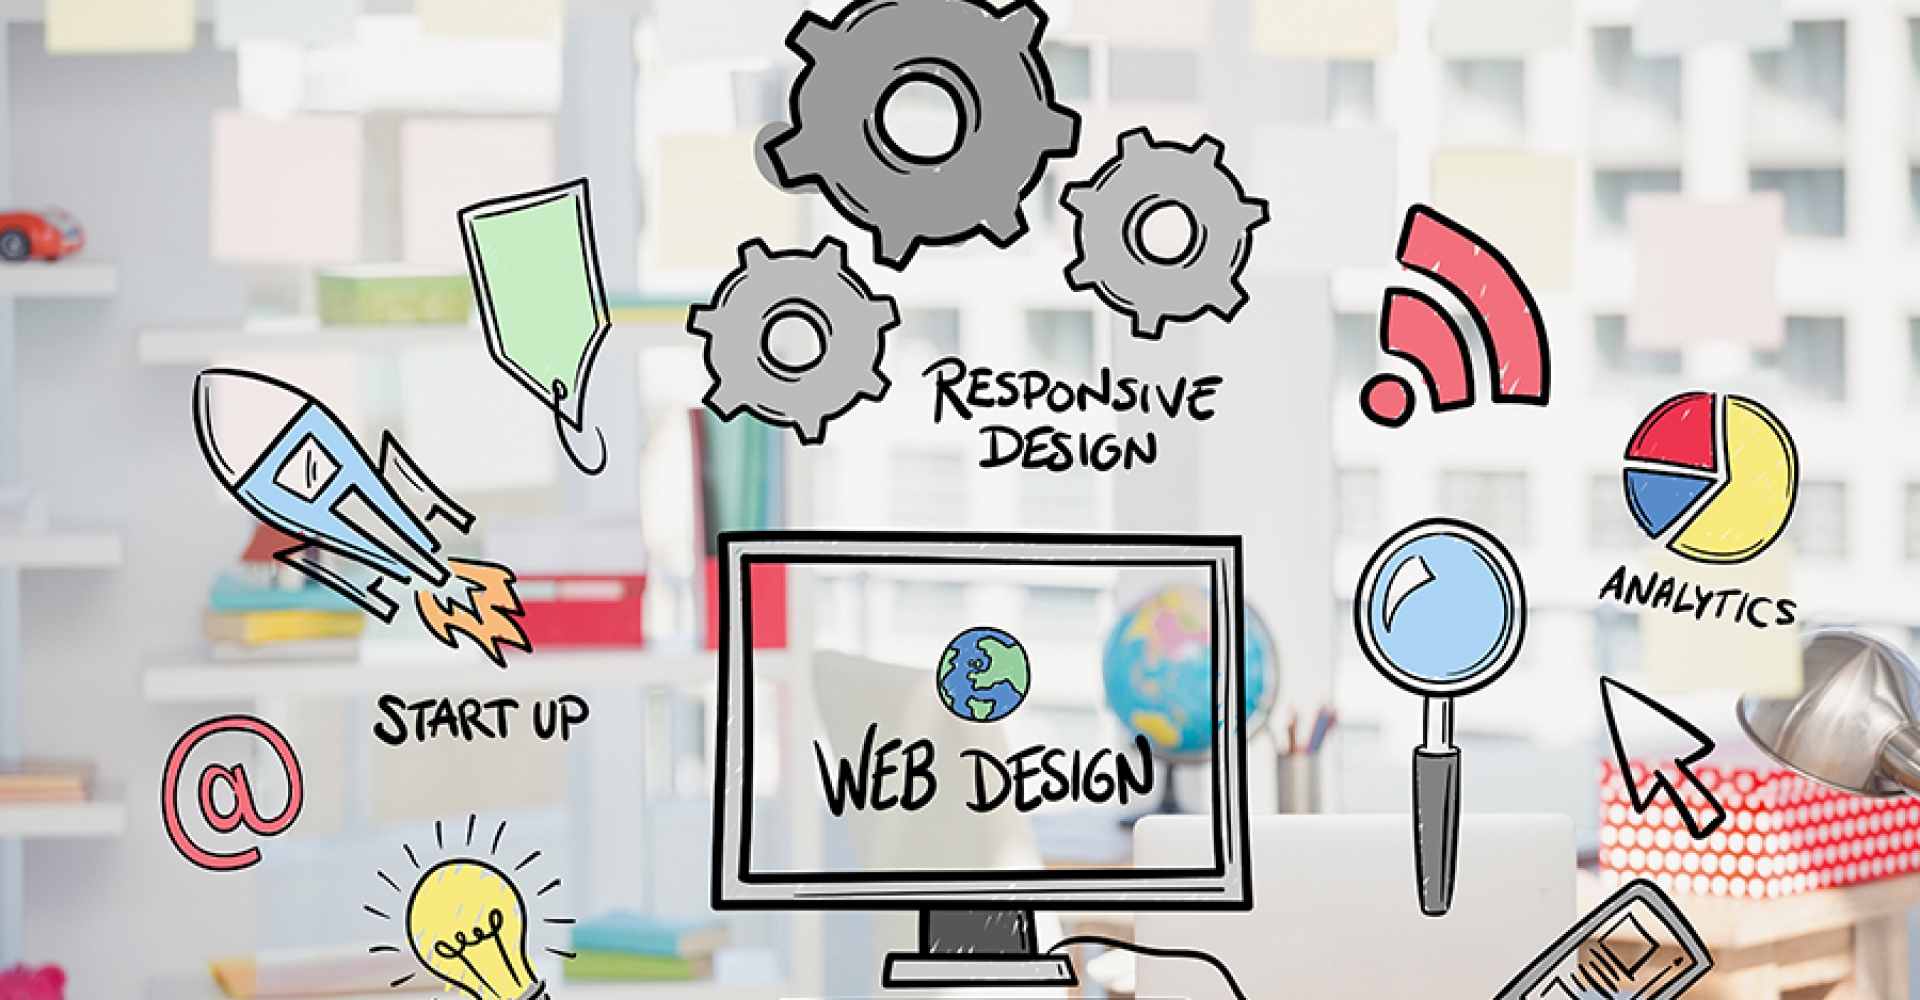 RESPONSIVE
DESIGN
ANALYTICS
START UP
@
WEB DESIGN